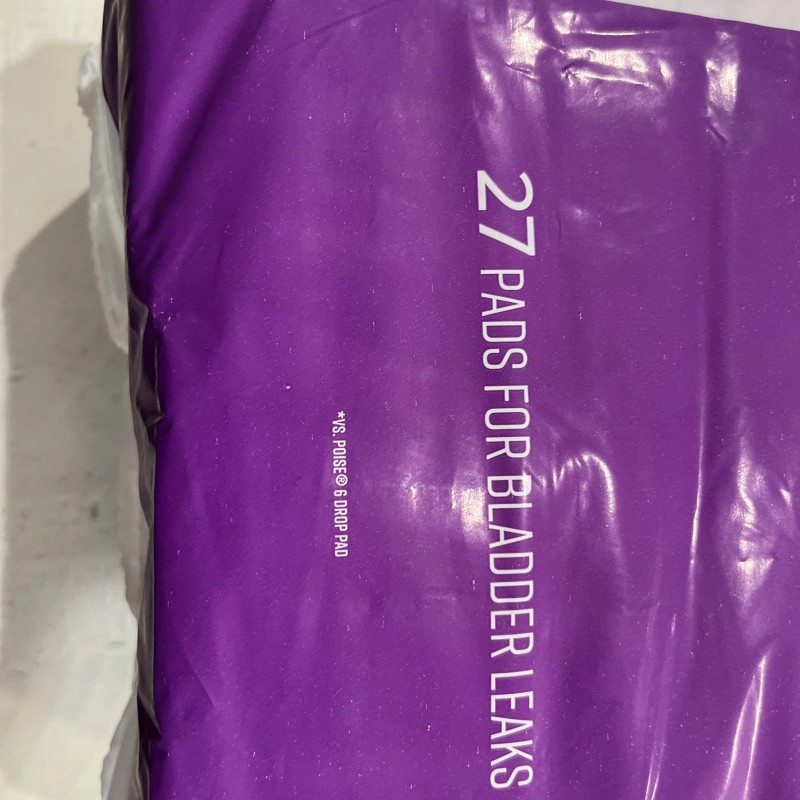 27 PADS FOR BLADDER LEAKS
*VS. POISE® 6 DROP PAD